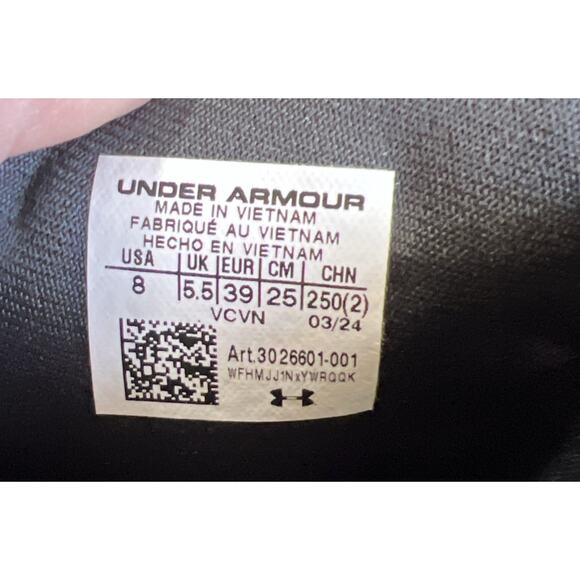 UNDER ARMOUR
MADE IN VIETNAM
FABRIQUÉ AU VIETNAM
HECHO EN VIETNAM
USA UK EUR CM CHN
8 5.5 39 25 250(2)
VCVN 03/24
Art.3026601-001
WFHMJJ1NxYWRQQK